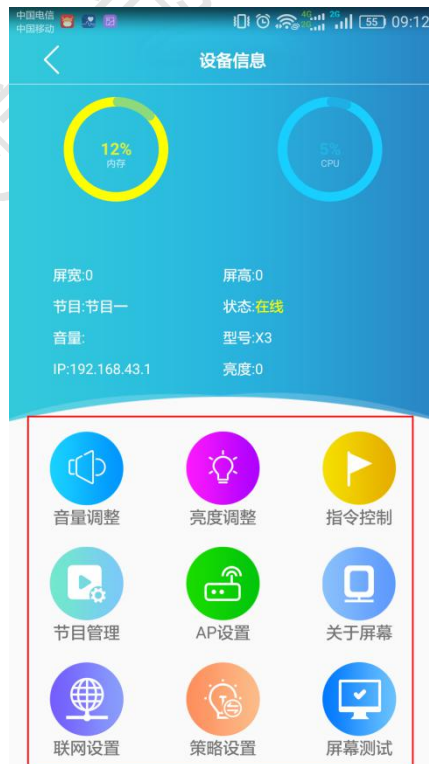 中国电信
中国移动
4G 2G 2G 55 09:12
设备信息
12%
内存
5%
CPU
屏宽:0 屏高:0
节目:节目一 状态:在线
音量: 型号:X3
IP:192.168.43.1 亮度:0
音量调整 亮度调整 指令控制
节目管理 AP设置 关于屏幕
联网设置 策略设置 屏幕测试